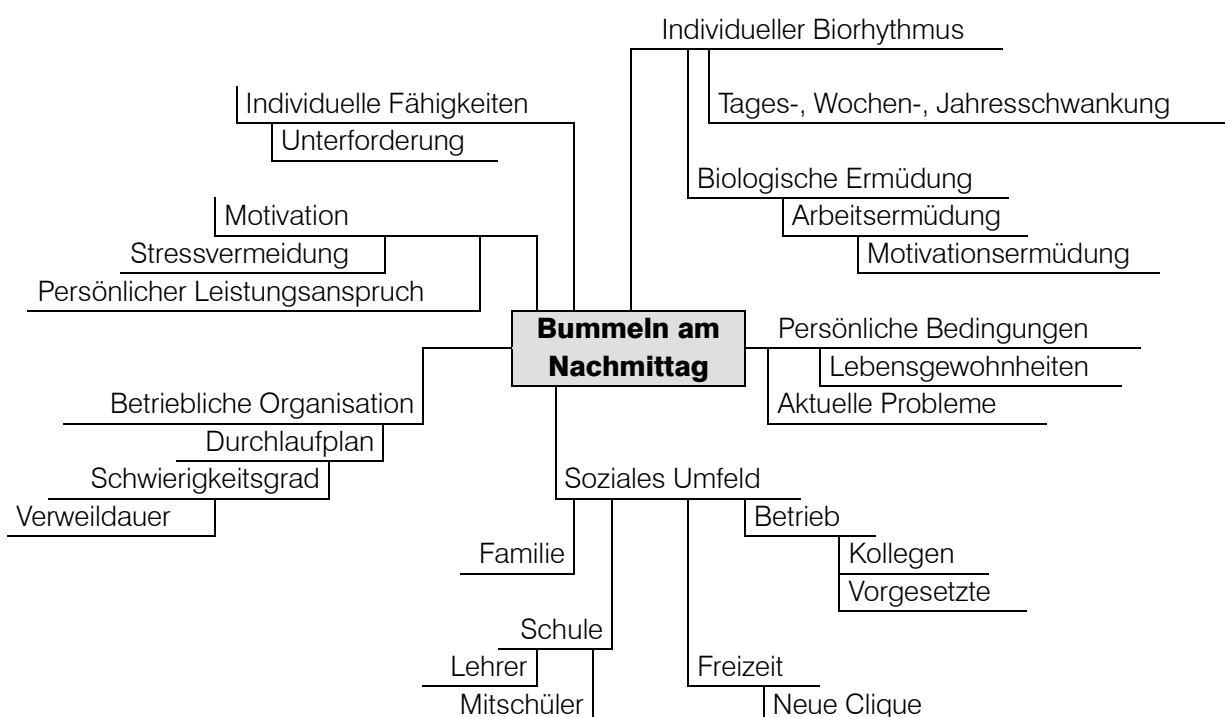 Individueller Biorhythmus
Individuelle Fähigkeiten
Tages-, Wochen-, Jahresschwankung
Unterforderung
Biologische Ermüdung
Motivation
Arbeitsermüdung
Stressvermeidung
Motivationsermüdung
Persönlicher Leistungsanspruch
Bummeln am
Nachmittag
Persönliche Bedingungen
Lebensgewohnheiten
Betriebliche Organisation
Aktuelle Probleme
Durchlaufplan
Schwierigkeitsgrad
Soziales Umfeld
Verweildauer
Betrieb
Familie
Kollegen
Vorgesetzte
Schule
Lehrer
Freizeit
Mitschüler
Neue Clique